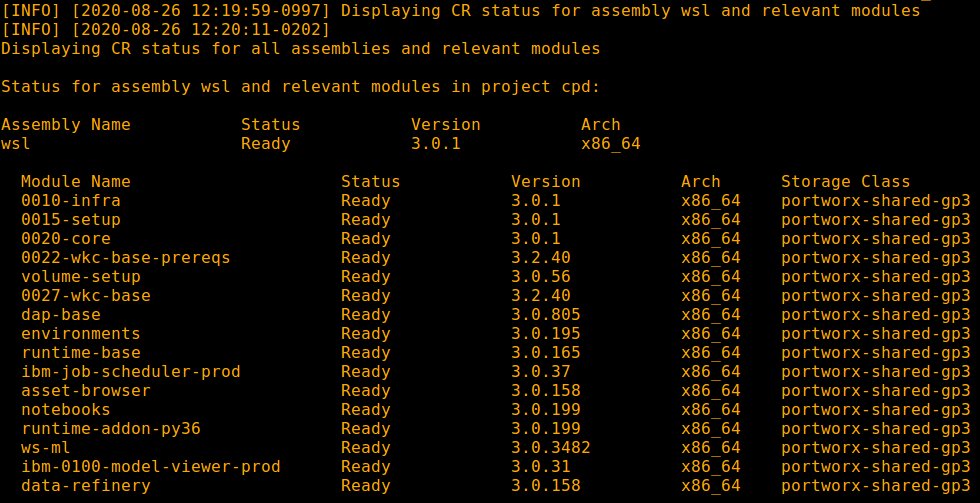 [INFO] [2020-08-26 12:19:59-0997] Displaying CR status for assembly wsl and relevant modules
[INFO] [2020-08-26 12:20:11-0202]
Displaying CR status for all assemblies and relevant modules
Status for assembly wsl and relevant modules in project cpd:
Assembly Name Status Version Arch
wsl Ready 3.0.1 x86_64
Module Name Status Version Arch Storage Class
0010-infra Ready 3.0.1 x86_64 portworx-shared-gp3
0015-setup Ready 3.0.1 x86_64 portworx-shared-gp3
0020-core Ready 3.0.1 x86_64 portworx-shared-gp3
0022-wkc-base-prereqs Ready 3.2.40 x86_64 portworx-shared-gp3
volume-setup Ready 3.0.56 x86_64 portworx-shared-gp3
0027-wkc-base Ready 3.2.40 x86_64 portworx-shared-gp3
dap-base Ready 3.0.805 x86_64 portworx-shared-gp3
environments Ready 3.0.195 x86_64 portworx-shared-gp3
runtime-base Ready 3.0.165 x86_64 portworx-shared-gp3
ibm-job-scheduler-prod Ready 3.0.37 x86_64 portworx-shared-gp3
asset-browser Ready 3.0.158 x86_64 portworx-shared-gp3
notebooks Ready 3.0.199 x86_64 portworx-shared-gp3
runtime-addon-py36 Ready 3.0.199 x86_64 portworx-shared-gp3
ws-ml Ready 3.0.3482 x86_64 portworx-shared-gp3
ibm-0100-model-viewer-prod Ready 3.0.31 x86_64 portworx-shared-gp3
data-refinery Ready 3.0.158 x86_64 portworx-shared-gp3